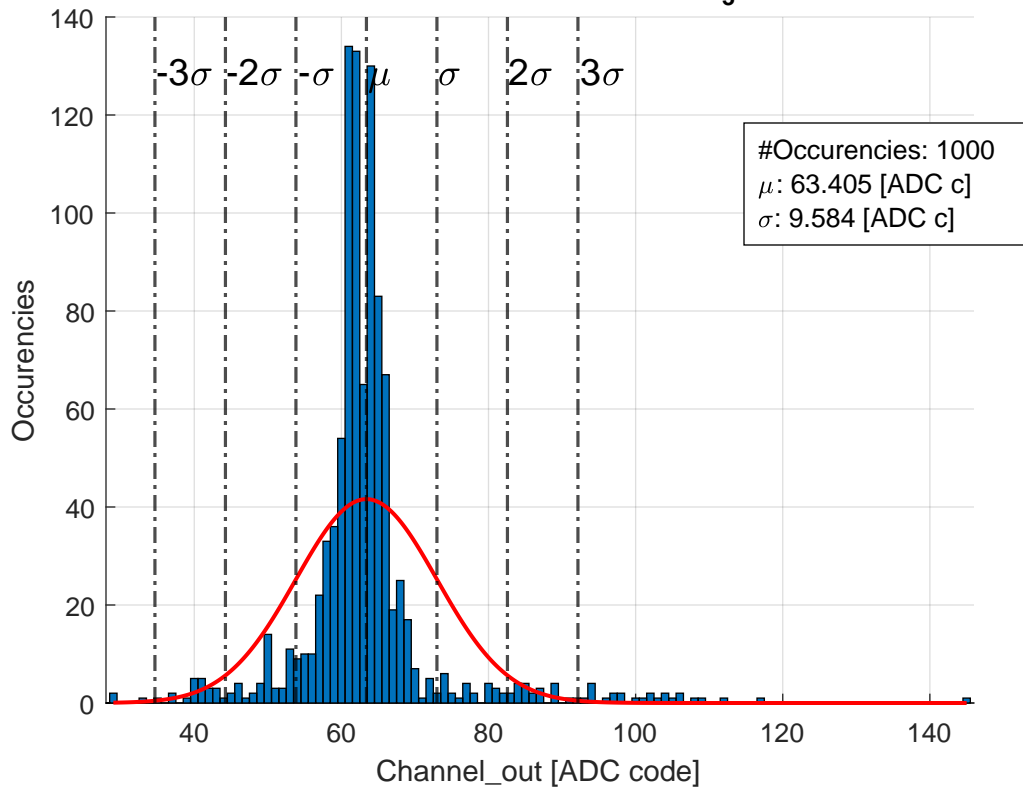 g
140
120
100
80
60
40
20
0
-3σ
-2σ
-σ
μ
σ
2σ
3σ
#Occurencies: 1000
μ: 63.405 [ADC c]
σ: 9.584 [ADC c]
Occurencies
40
60
80
100
120
140
Channel_out [ADC code]